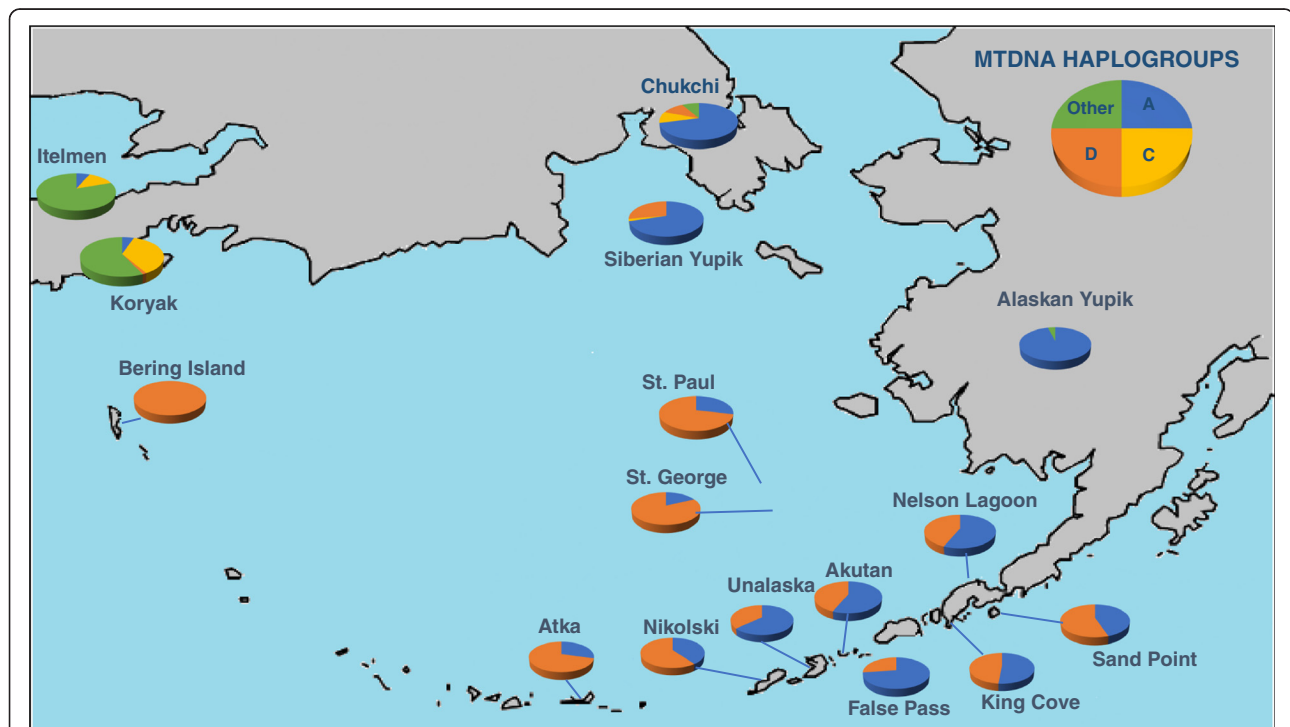 MTDNA HAPLOGROUPS
Other
A
D
C
Chukchi
Itelmen
Koryak
Siberian Yupik
Alaskan Yupik
Bering Island
St. Paul
St. George
Nelson Lagoon
Akutan
Unalaska
Nikolski
Atka
Sand Point
King Cove
False Pass